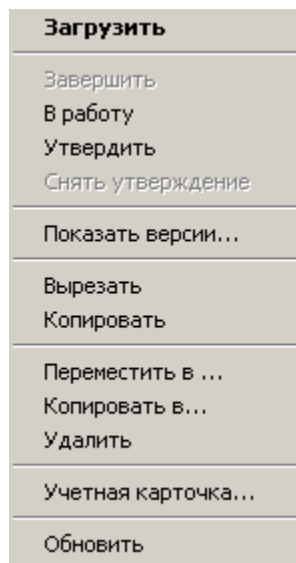 Загрузить
Завершить
В работу
Утвердить
Снять утверждение
Показать версии...
Вырезать
Копировать
Переместить в ...
Копировать в...
Удалить
Учетная карточка...
Обновить